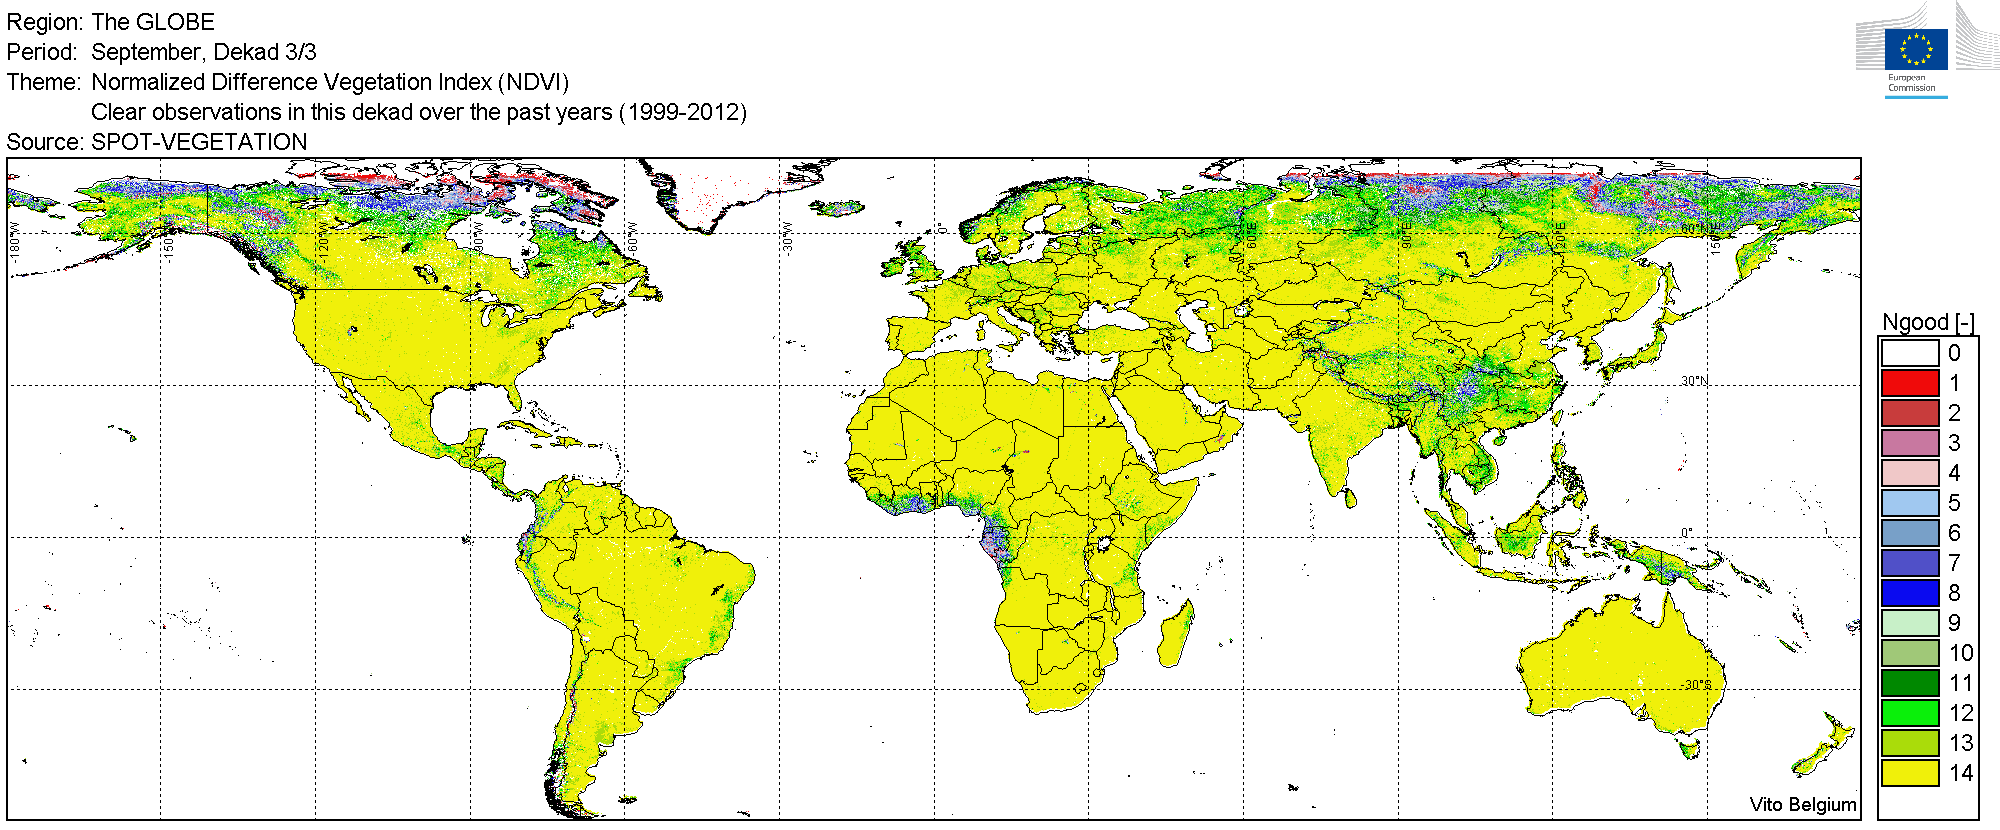 Region: The GLOBE
Period: September, Dekad 3/3
Theme: Normalized Difference Vegetation Index (NDVI)
Clear observations in this dekad over the past years (1999-2012)
Source: SPOT-VEGETATION
European
Commission
-180°W
-150°
-120°W
-90°W
-60°W
-30°W
0°
30°E
60°E
90°E
120°E
150°E
60°N
30°N
0°
-30°S
Ngood [-]
0
1
2
3
4
5
6
7
8
9
10
11
12
13
14
Vito Belgium